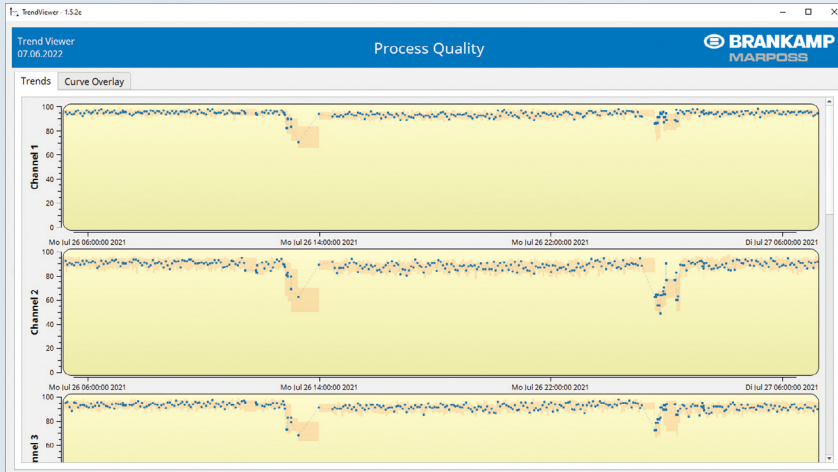 TrendViewer - 1.5.2e
Trend Viewer
07.06.2022
Process Quality
BRANKAMP
MARPOSS
Trends
Curve Overlay
100
80
60
40
20
0
Channel 1
Mo Jul 26 06:00:00 2021
Mo Jul 26 14:00:00 2021
Mo Jul 26 22:00:00 2021
Di Jul 27 06:00:00 2021
100
80
60
40
20
0
Channel 2
Mo Jul 26 06:00:00 2021
Mo Jul 26 14:00:00 2021
Mo Jul 26 22:00:00 2021
Di Jul 27 06:00:00 2021
100
80
60
nnel 3